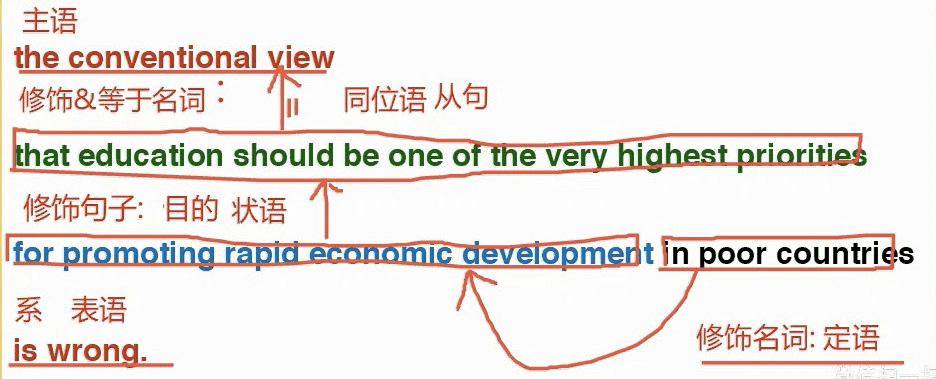 主语
the conventional view
修饰&等于名词： 同位语 从句
that education should be one of the very highest priorities
修饰句子: 目的 状语
for promoting rapid economic development in poor countries
系 表语
is wrong.
修饰名词: 定语